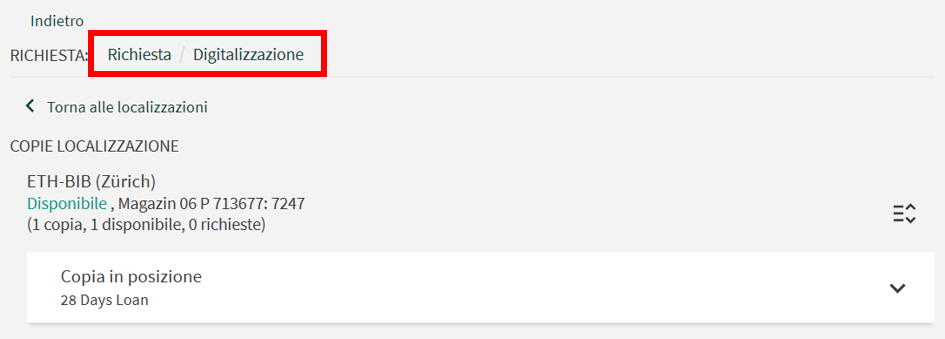 Indietro
RICHIESTA: Richiesta / Digitalizzazione
Torna alle localizzazioni
COPIE LOCALIZZAZIONE
ETH-BIB (Zürich)
Disponibile , Magazin 06 P 713677: 7247
(1 copia, 1 disponibile, 0 richieste)
Copia in posizione
28 Days Loan